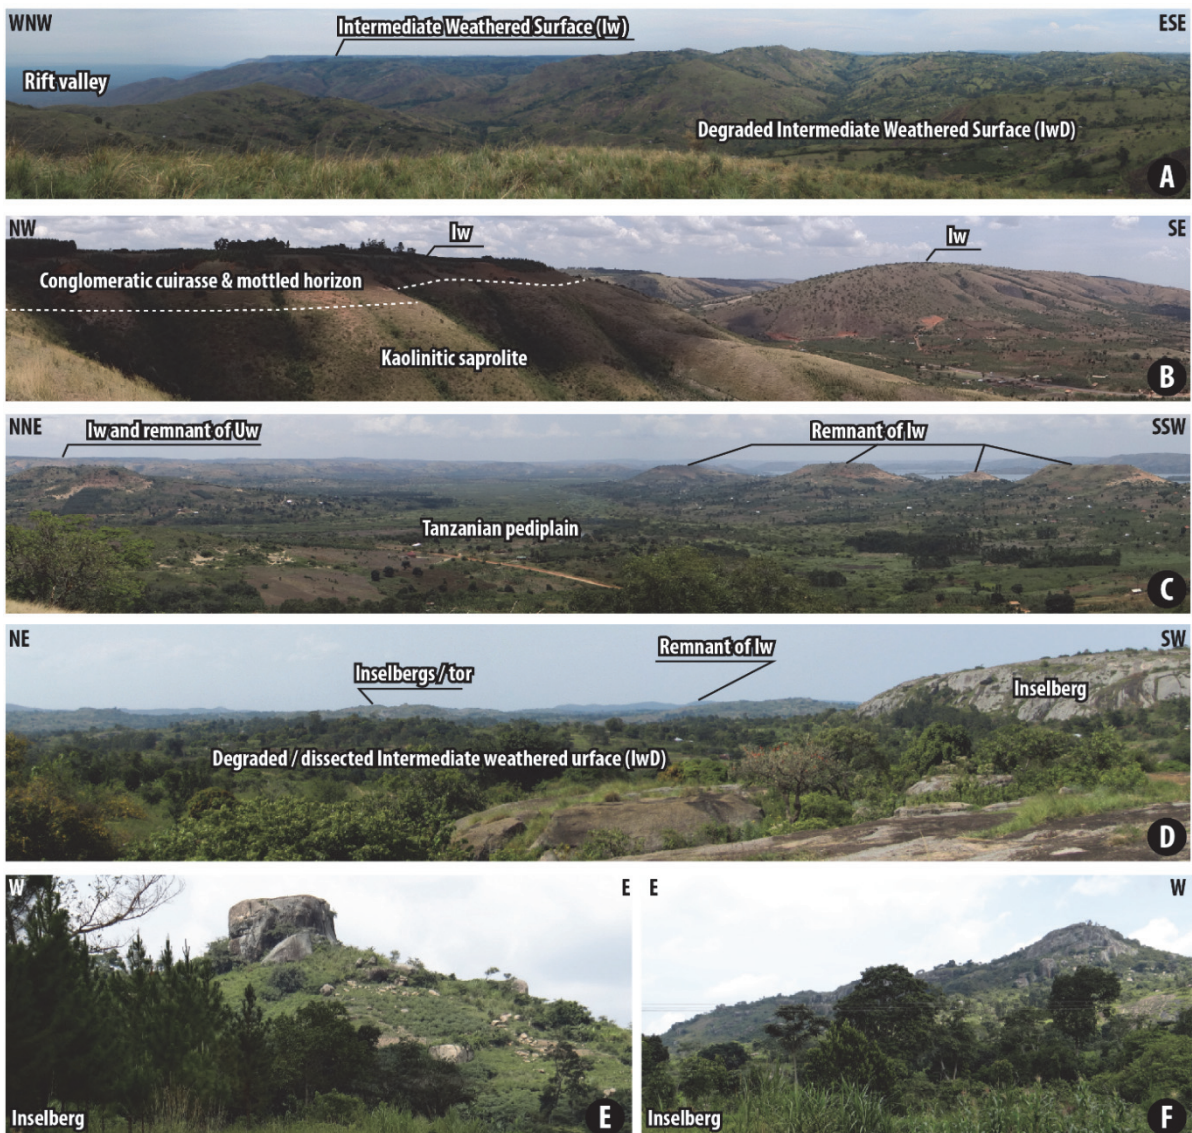 WNW
Intermediate Weathered Surface (Iw)
ESE
Rift valley
Degraded Intermediate Weathered Surface (IwD)
A
NW
Iw
Iw
SE
Conglomeratic cuirasse & mottled horizon
Kaolinitic saprolite
B
NNE
Iw and remnant of Uw
Remnant of Iw
SSW
Tanzanian pediplain
C
NE
Remnant of Iw
SW
Inselbergs/tor
Inselberg
Degraded / dissected Intermediate weathered urface (IwD)
D
W
E
E
W
Inselberg
E
Inselberg
F